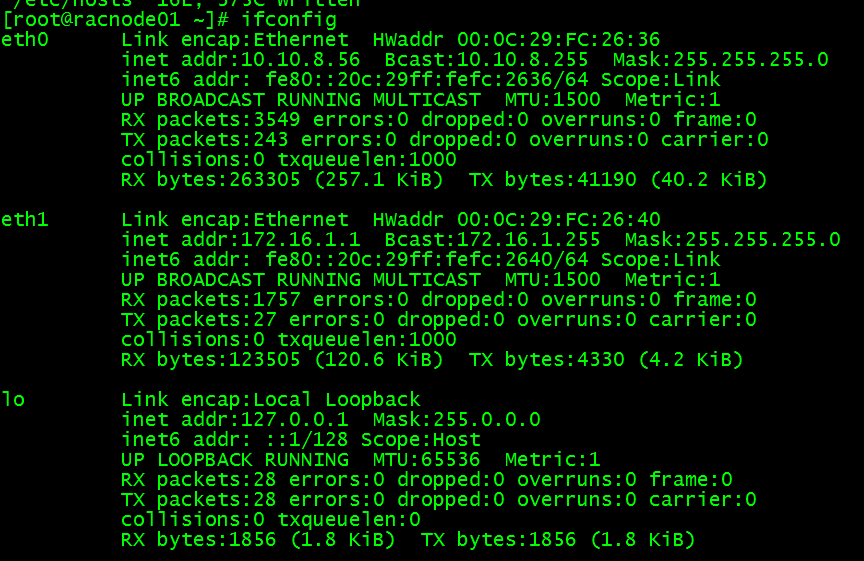 /etc/hosts" 16L, 373C written
[root@racnode01 ~]# ifconfig
eth0      Link encap:Ethernet  HWaddr 00:0C:29:FC:26:36
          inet addr:10.10.8.56  Bcast:10.10.8.255  Mask:255.255.255.0
          inet6 addr: fe80::20c:29ff:fefc:2636/64 Scope:Link
          UP BROADCAST RUNNING MULTICAST  MTU:1500  Metric:1
          RX packets:3549 errors:0 dropped:0 overruns:0 frame:0
          TX packets:243 errors:0 dropped:0 overruns:0 carrier:0
          collisions:0 txqueuelen:1000
          RX bytes:263305 (257.1 KiB)  TX bytes:41190 (40.2 KiB)
eth1      Link encap:Ethernet  HWaddr 00:0C:29:FC:26:40
          inet addr:172.16.1.1  Bcast:172.16.1.255  Mask:255.255.255.0
          inet6 addr: fe80::20c:29ff:fefc:2640/64 Scope:Link
          UP BROADCAST RUNNING MULTICAST  MTU:1500  Metric:1
          RX packets:1757 errors:0 dropped:0 overruns:0 frame:0
          TX packets:27 errors:0 dropped:0 overruns:0 carrier:0
          collisions:0 txqueuelen:1000
          RX bytes:123505 (120.6 KiB)  TX bytes:4330 (4.2 KiB)
lo        Link encap:Local Loopback
          inet addr:127.0.0.1  Mask:255.0.0.0
          inet6 addr: ::1/128 Scope:Host
          UP LOOPBACK RUNNING  MTU:65536  Metric:1
          RX packets:28 errors:0 dropped:0 overruns:0 frame:0
          TX packets:28 errors:0 dropped:0 overruns:0 carrier:0
          collisions:0 txqueuelen:0
          RX bytes:1856 (1.8 KiB)  TX bytes:1856 (1.8 KiB)